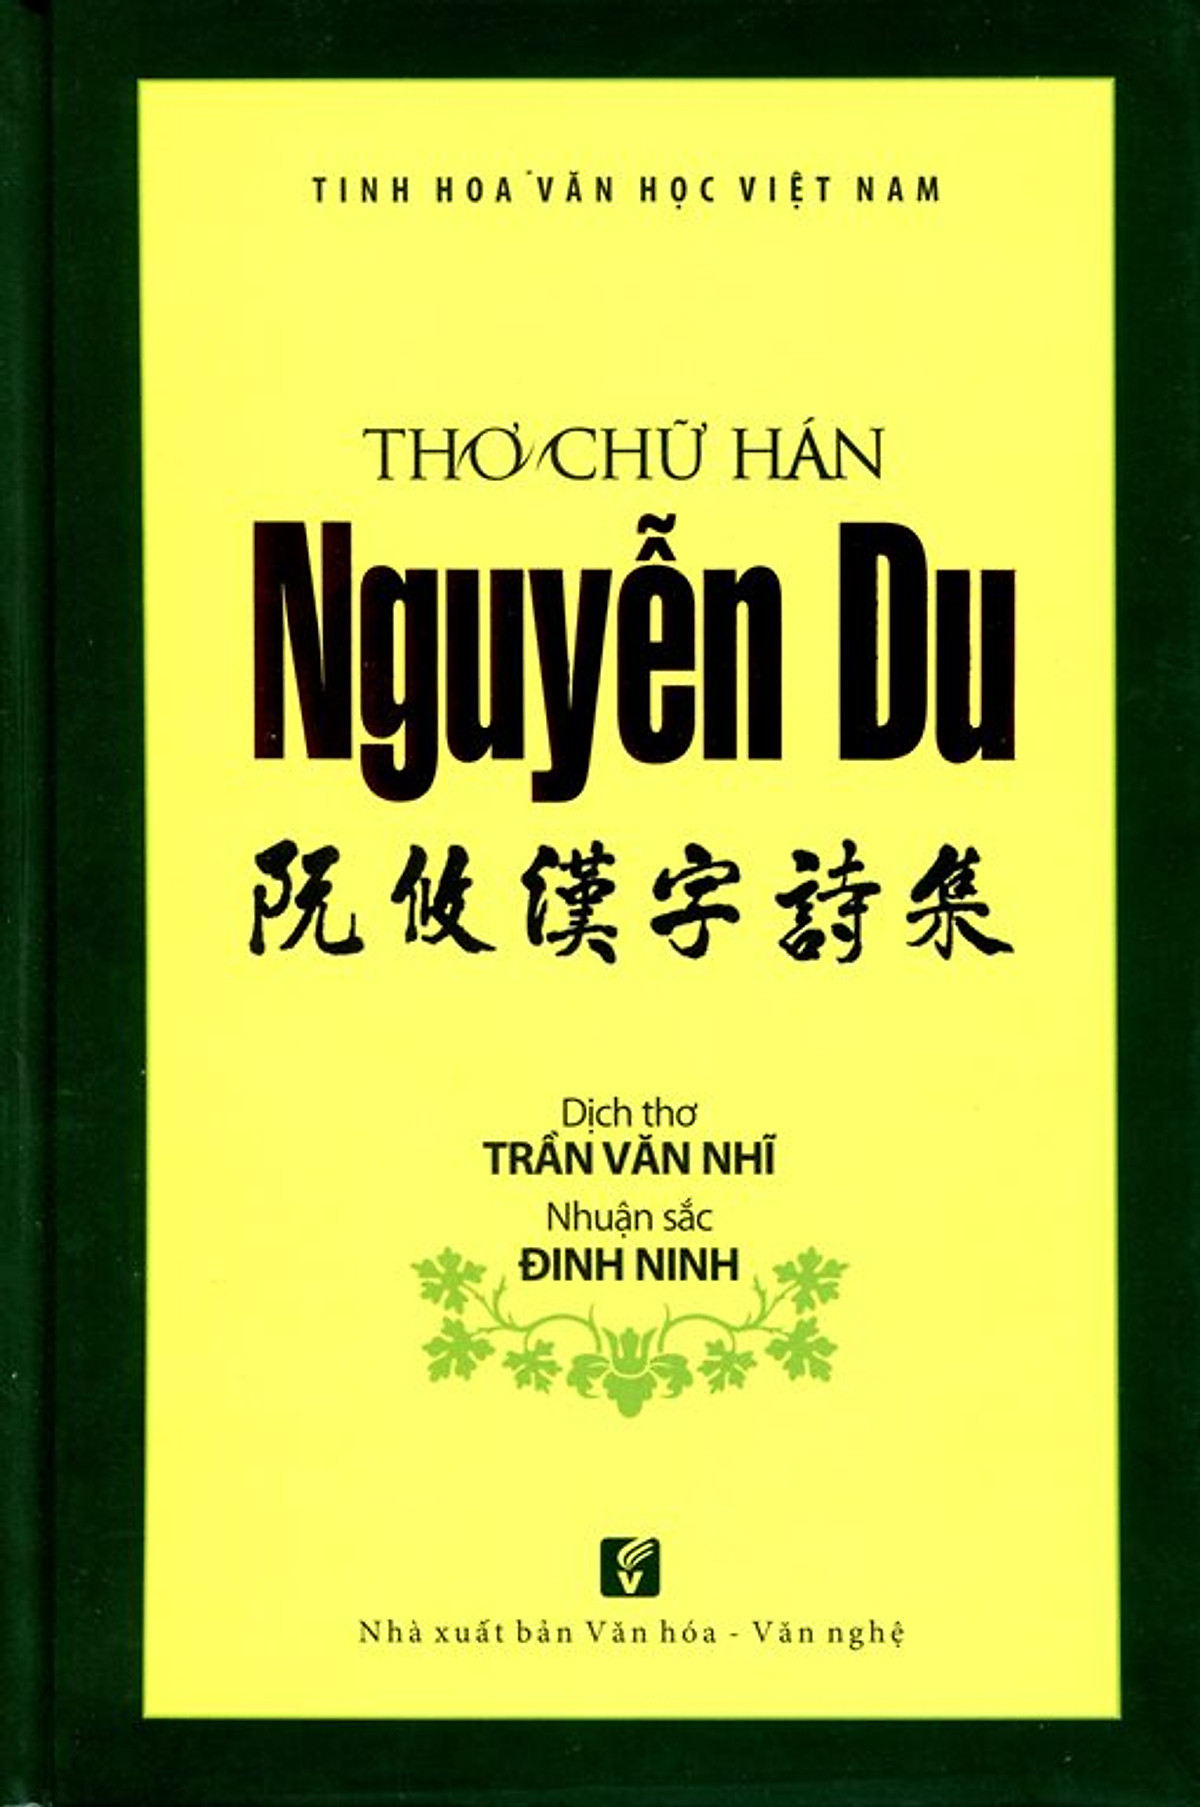 TINH HOA VĂN HỌC VIỆT NAM
THƠ CHỮ HÁN
Nguyễn Du
阮攸漢字詩集
Dịch thơ
TRẦN VĂN NHĨ
Nhuận sắc
ĐINH NINH
V
Nhà xuất bản Văn hóa - Văn nghệ